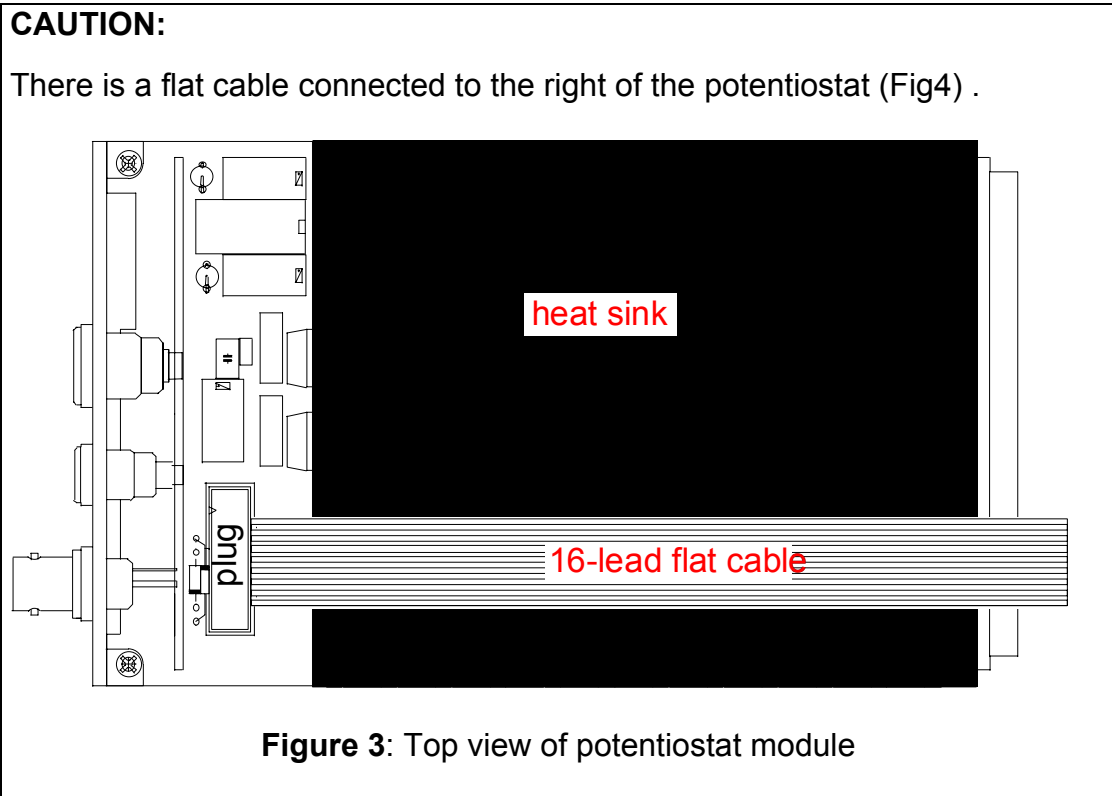 CAUTION:
There is a flat cable connected to the right of the potentiostat (Fig4) .
heat sink
plug
16-lead flat cable
Figure 3: Top view of potentiostat module